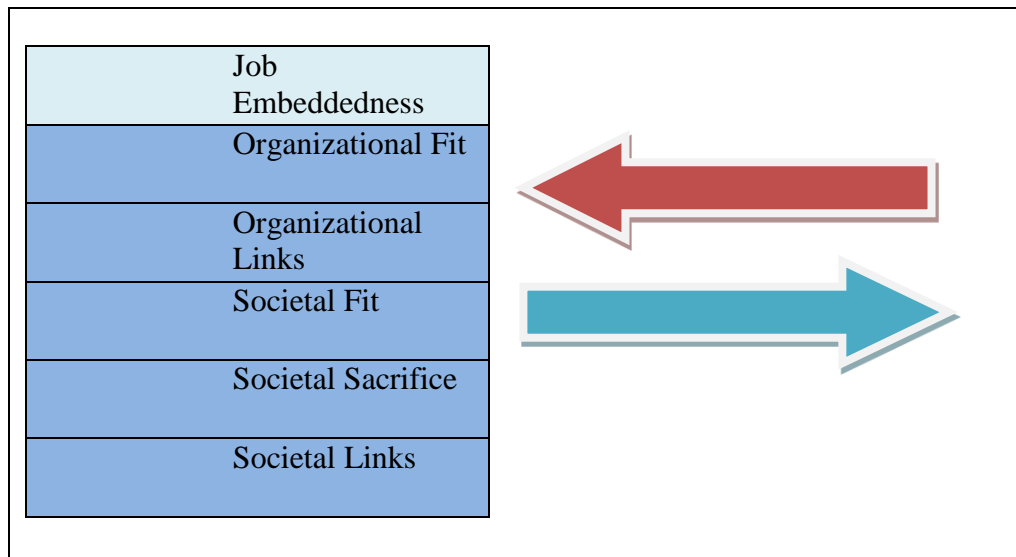 Job
Embeddedness
Organizational Fit
Organizational
Links
Societal Fit
Societal Sacrifice
Societal Links